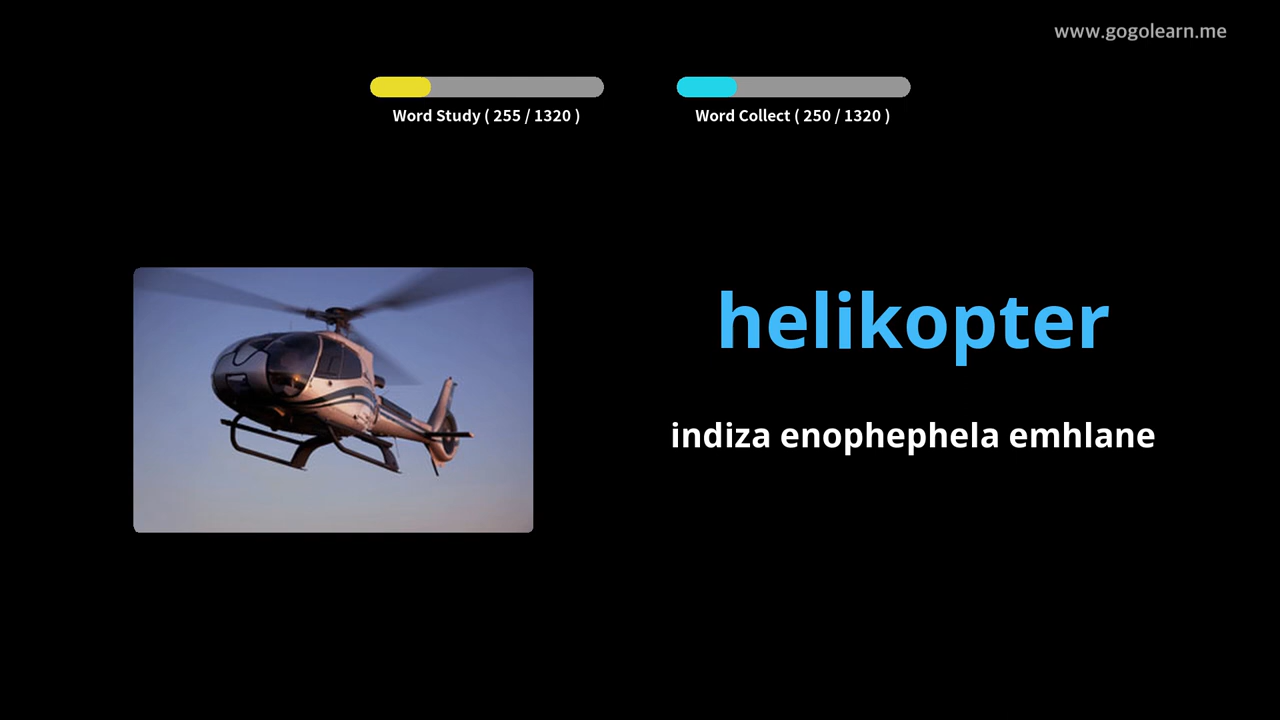 www.gogolearn.me
Word Study ( 255 / 1320 )
Word Collect ( 250 / 1320 )
helikopter
indiza enophephela emhlane